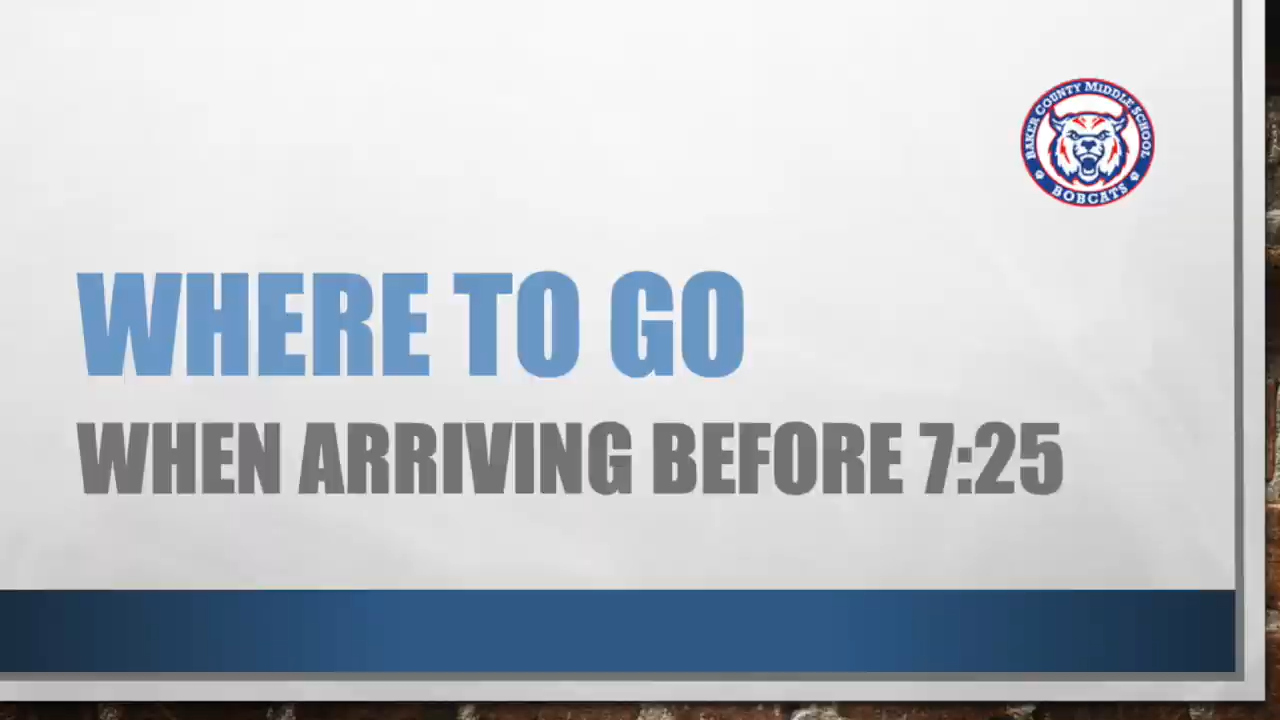 BAKER COUNTY MIDDLE SCHOOL
BOBCATS
WHERE TO GO
WHEN ARRIVING BEFORE 7:25